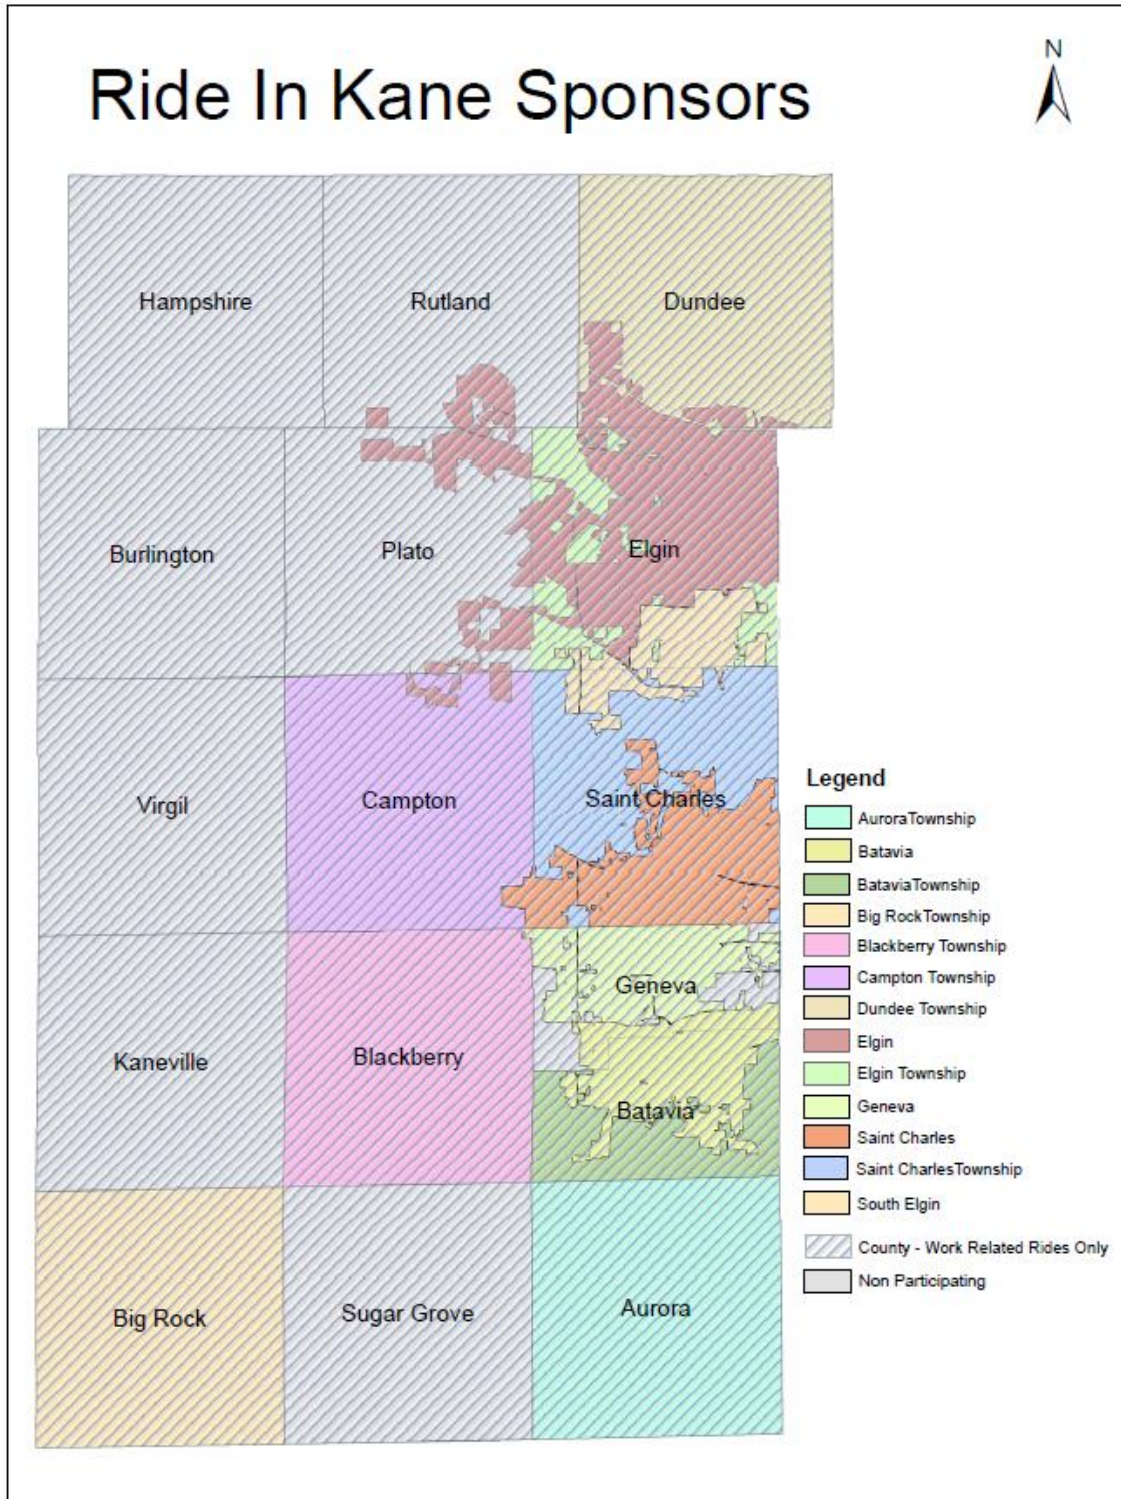 N
Ride In Kane Sponsors
Hampshire
Rutland
Dundee
Burlington
Plato
Elgin
Virgil
Campton
Saint Charles
Kaneville
Blackberry
Geneva
Batavia
Big Rock
Sugar Grove
Aurora
Legend
AuroraTownship
Batavia
BataviaTownship
Big RockTownship
Blackberry Township
Campton Township
Dundee Township
Elgin
Elgin Township
Geneva
Saint Charles
Saint CharlesTownship
South Elgin
County - Work Related Rides Only
Non Participating